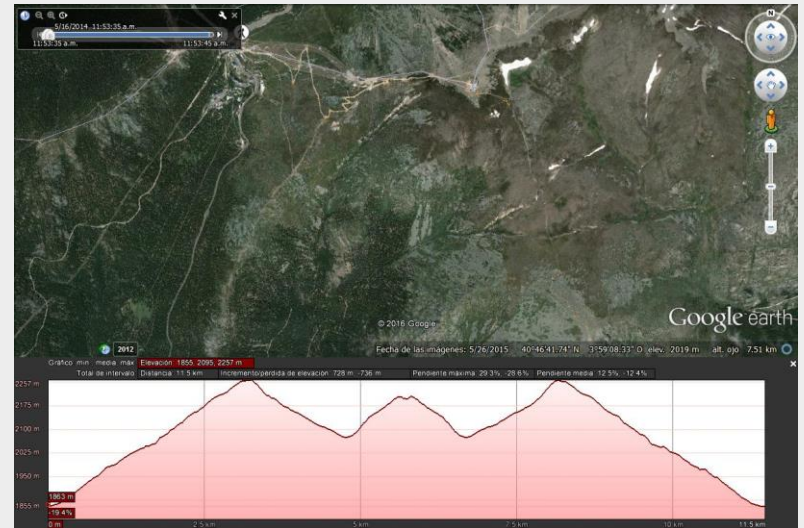 5/16/2014 11:53:35 a.m.
11:53:35 a.m. 11:53:45 a.m.
N
© 2016 Google
Google earth
2012
Fecha de las imágenes: 5/26/2015 40°46'41.74" N 3°59'08.33" O elev. 2019 m alt. ojo 7.51 km
Gráfico min media max Elevación 1855, 2095, 2257 m
Total de intervalo Distancia: 11.5 km Incremento/pérdida de elevación 728 m, -736 m Pendiente máxima 29.3%, -28.6% Pendiente media 12.5%, -12.4%
2257 m
2175 m
2100 m
2025 m
1950 m
1855 m
1863 m
-19.4%
0 m 2.5 km 5 km 7.5 km 10 km 11.5 km